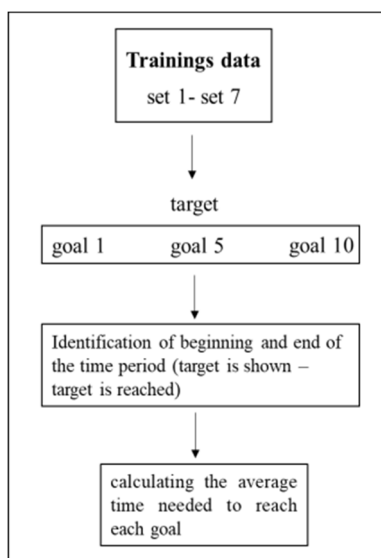 Trainings data
set 1- set 7
target
goal 1 goal 5 goal 10
Identification of beginning and end of
the time period (target is shown –
target is reached)
calculating the average
time needed to reach
each goal